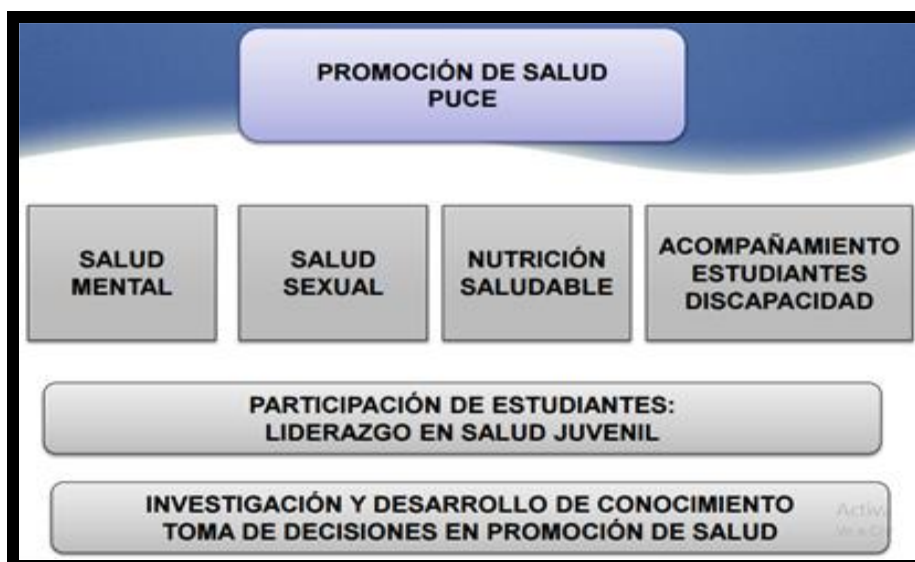 PROMOCIÓN DE SALUD
PUCE
SALUD
MENTAL
SALUD
SEXUAL
NUTRICIÓN
SALUDABLE
ACOMPAÑAMIENTO
ESTUDIANTES
DISCAPACIDAD
PARTICIPACIÓN DE ESTUDIANTES:
LIDERAZGO EN SALUD JUVENIL
INVESTIGACIÓN Y DESARROLLO DE CONOCIMIENTO
TOMA DE DECISIONES EN PROMOCIÓN DE SALUD
Activ